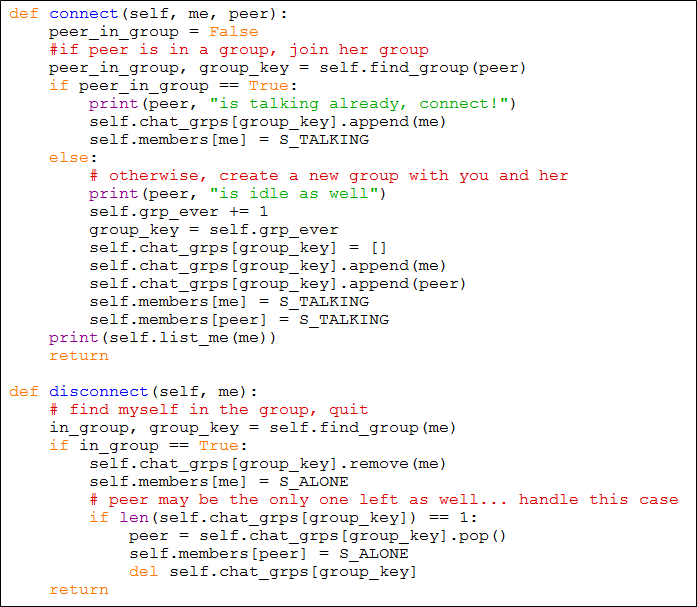 def connect(self, me, peer):
    peer_in_group = False
    #if peer is in a group, join her group
    peer_in_group, group_key = self.find_group(peer)
    if peer_in_group == True:
        print(peer, "is talking already, connect!")
        self.chat_grps[group_key].append(me)
        self.members[me] = S_TALKING
    else:
        # otherwise, create a new group with you and her
        print(peer, "is idle as well")
        self.grp_ever += 1
        group_key = self.grp_ever
        self.chat_grps[group_key] = []
        self.chat_grps[group_key].append(me)
        self.chat_grps[group_key].append(peer)
        self.members[me] = S_TALKING
        self.members[peer] = S_TALKING
    print(self.list_me(me))
    return

def disconnect(self, me):
    # find myself in the group, quit
    in_group, group_key = self.find_group(me)
    if in_group == True:
        self.chat_grps[group_key].remove(me)
        self.members[me] = S_ALONE
        # peer may be the only one left as well... handle this case
        if len(self.chat_grps[group_key]) == 1:
            peer = self.chat_grps[group_key].pop()
            self.members[peer] = S_ALONE
            del self.chat_grps[group_key]
    return